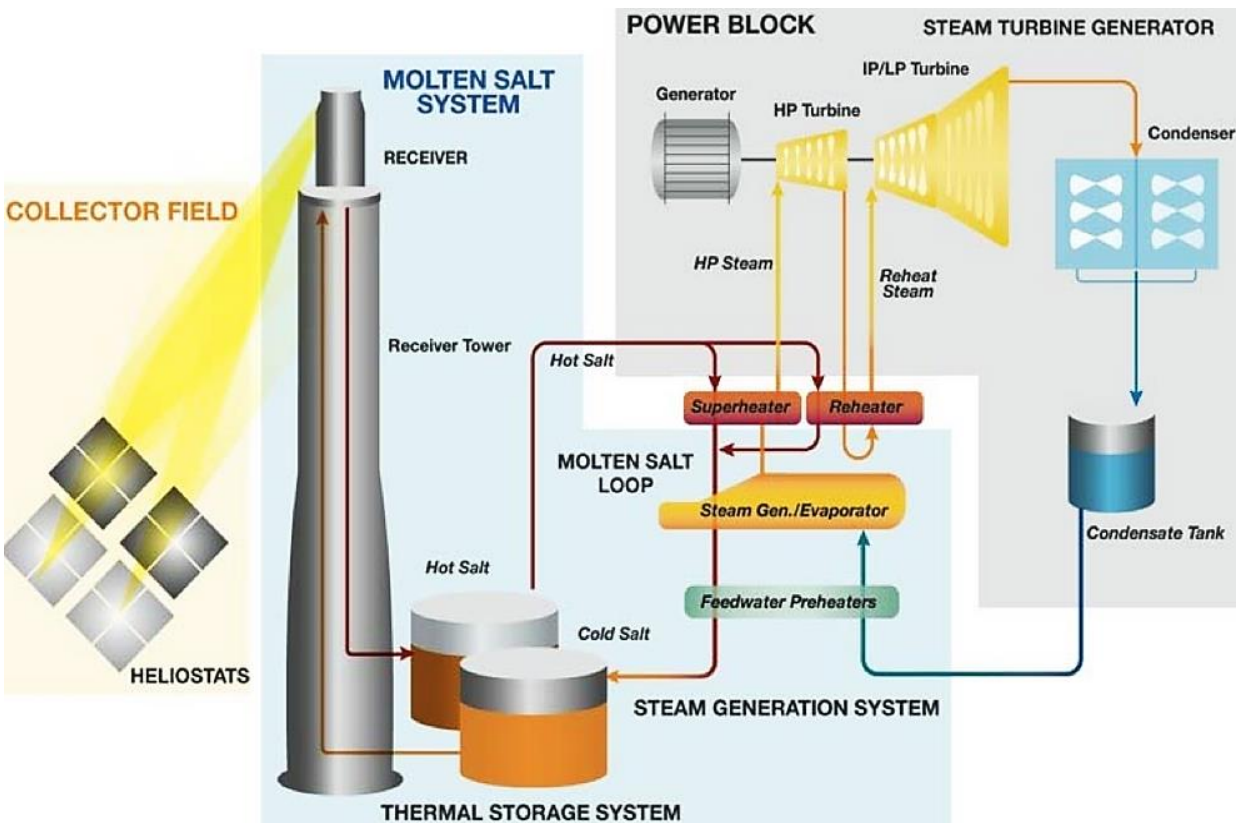 POWER BLOCK
STEAM TURBINE GENERATOR
IP/LP Turbine
MOLTEN SALT
SYSTEM
Generator
HP Turbine
Condenser
RECEIVER
COLLECTOR FIELD
HP Steam
Reheat
Steam
Receiver Tower
Hot Salt
Superheater
Reheater
MOLTEN SALT
LOOP
Steam Gen./Evaporator
Condensate Tank
Hot Salt
Feedwater Preheaters
Cold Salt
HELIOSTATS
STEAM GENERATION SYSTEM
THERMAL STORAGE SYSTEM